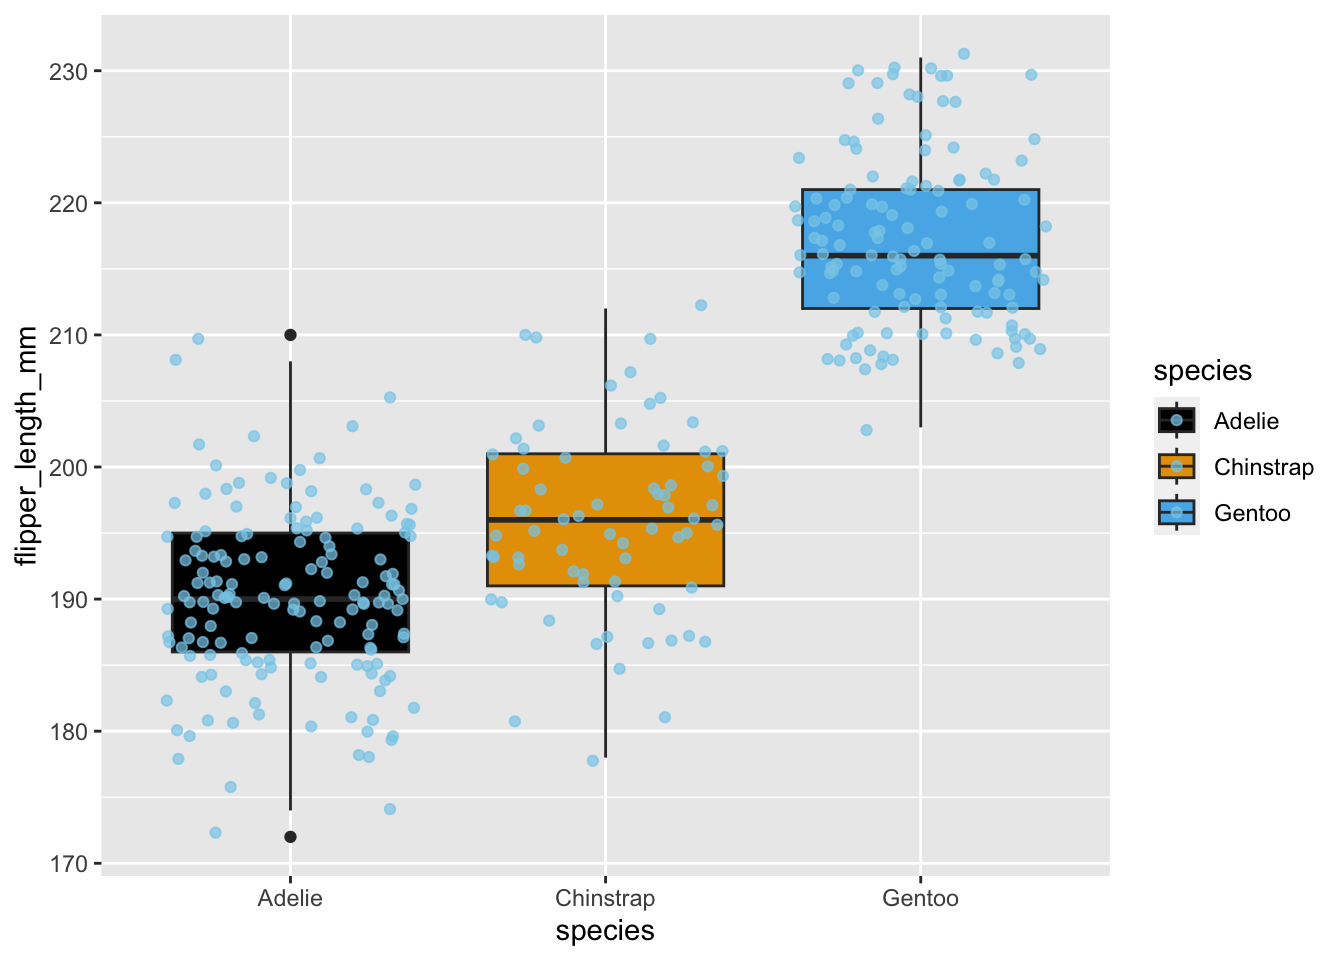 230
220
210
200
190
180
170
flipper_length_mm
Adelie
Chinstrap
Gentoo
species
species
Adelie
Chinstrap
Gentoo